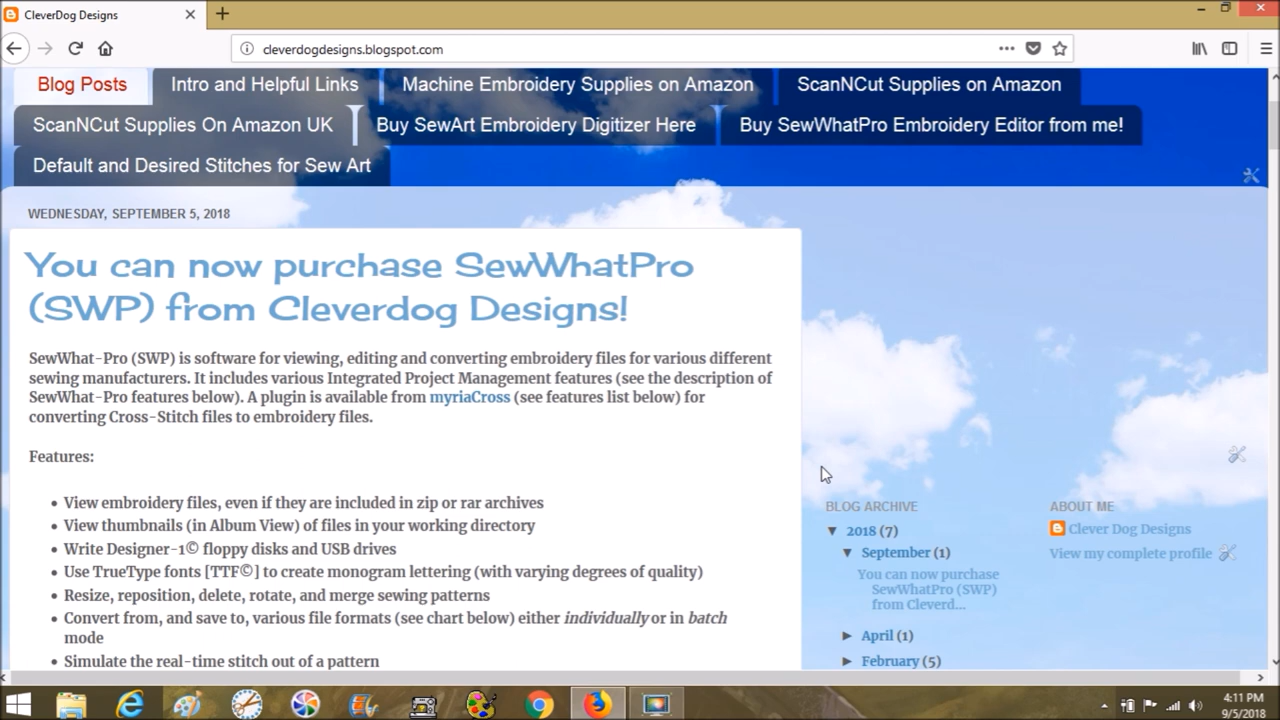 CleverDog Designs
cleverdogdesigns.blogspot.com
Blog Posts
Intro and Helpful Links
Machine Embroidery Supplies on Amazon
ScanNCut Supplies on Amazon
ScanNCut Supplies On Amazon UK
Buy SewArt Embroidery Digitizer Here
Buy SewWhatPro Embroidery Editor from me!
Default and Desired Stitches for Sew Art
WEDNESDAY, SEPTEMBER 5, 2018
You can now purchase SewWhatPro
(SWP) from Cleverdog Designs!
SewWhat-Pro (SWP) is software for viewing, editing and converting embroidery files for various different
sewing manufacturers. It includes various Integrated Project Management features (see the description of
SewWhat-Pro features below). A plugin is available from myriaCross (see features list below) for
converting Cross-Stitch files to embroidery files.
Features:
• View embroidery files, even if they are included in zip or rar archives
• View thumbnails (in Album View) of files in your working directory
• Write Designer-1© floppy disks and USB drives
• Use TrueType fonts [TTF©] to create monogram lettering (with varying degrees of quality)
• Resize, reposition, delete, rotate, and merge sewing patterns
• Convert from, and save to, various file formats (see chart below) either individually or in batch
mode
• Simulate the real-time stitch out of a pattern
BLOG ARCHIVE
▼ 2018 (7)
▼ September (1)
You can now purchase
SewWhatPro (SWP)
from Cleverd...
► April (1)
► February (5)
ABOUT ME
Clever Dog Designs
View my complete profile
4:11 PM
9/5/2018